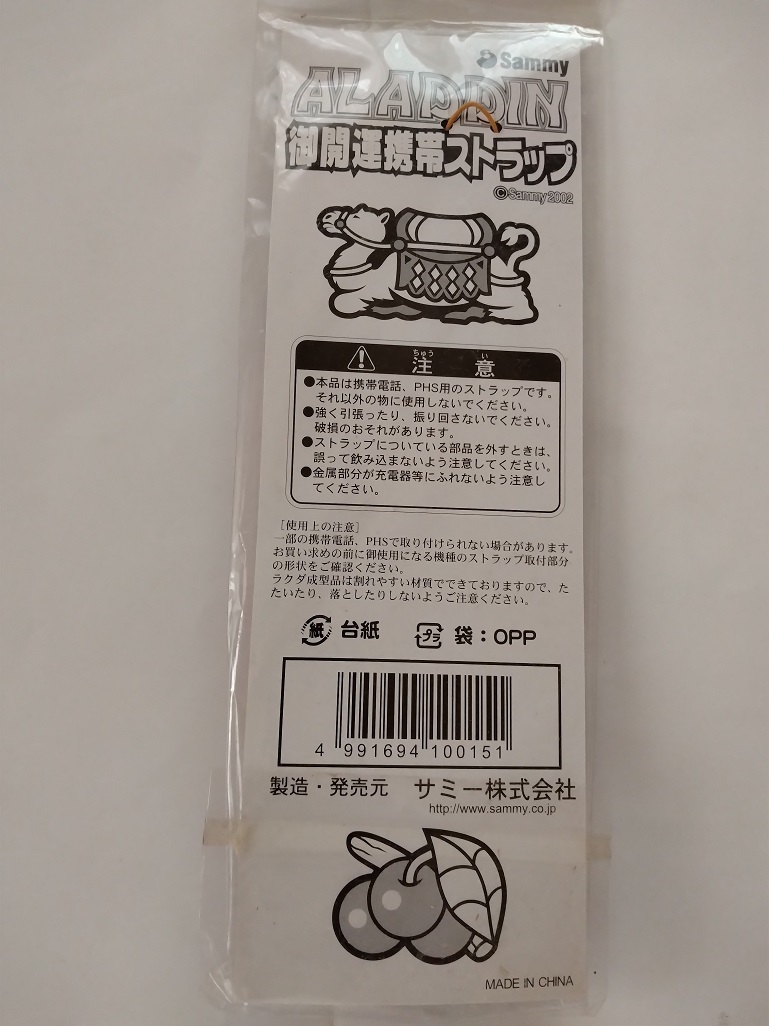 Sammy
ALADDIN
御開運携帯ストラップ
©Sammy 2002
ちゅう い
注 意
●本品は携帯電話、PHS用のストラップです。
それ以外の物に使用しないでください。
●強く引張ったり、振り回さないでください。
破損のおそれがあります。
●ストラップについている部品を外すときは、
誤って飲み込まないよう注意してください。
●金属部分が充電器等にふれないよう注意し
てください。
［使用上の注意］
一部の携帯電話、PHSで取り付けられない場合があります。
お買い求めの前に御使用になる機種のストラップ取付部分
の形状をご確認ください。
ラクダ成型品は割れやすい材質でできておりますので、た
たいたり、落としたりしないようご注意ください。
紙 台紙 プラ 袋：OPP
4 991694 100151
製造・発売元 サミー株式会社
http://www.sammy.co.jp
MADE IN CHINA